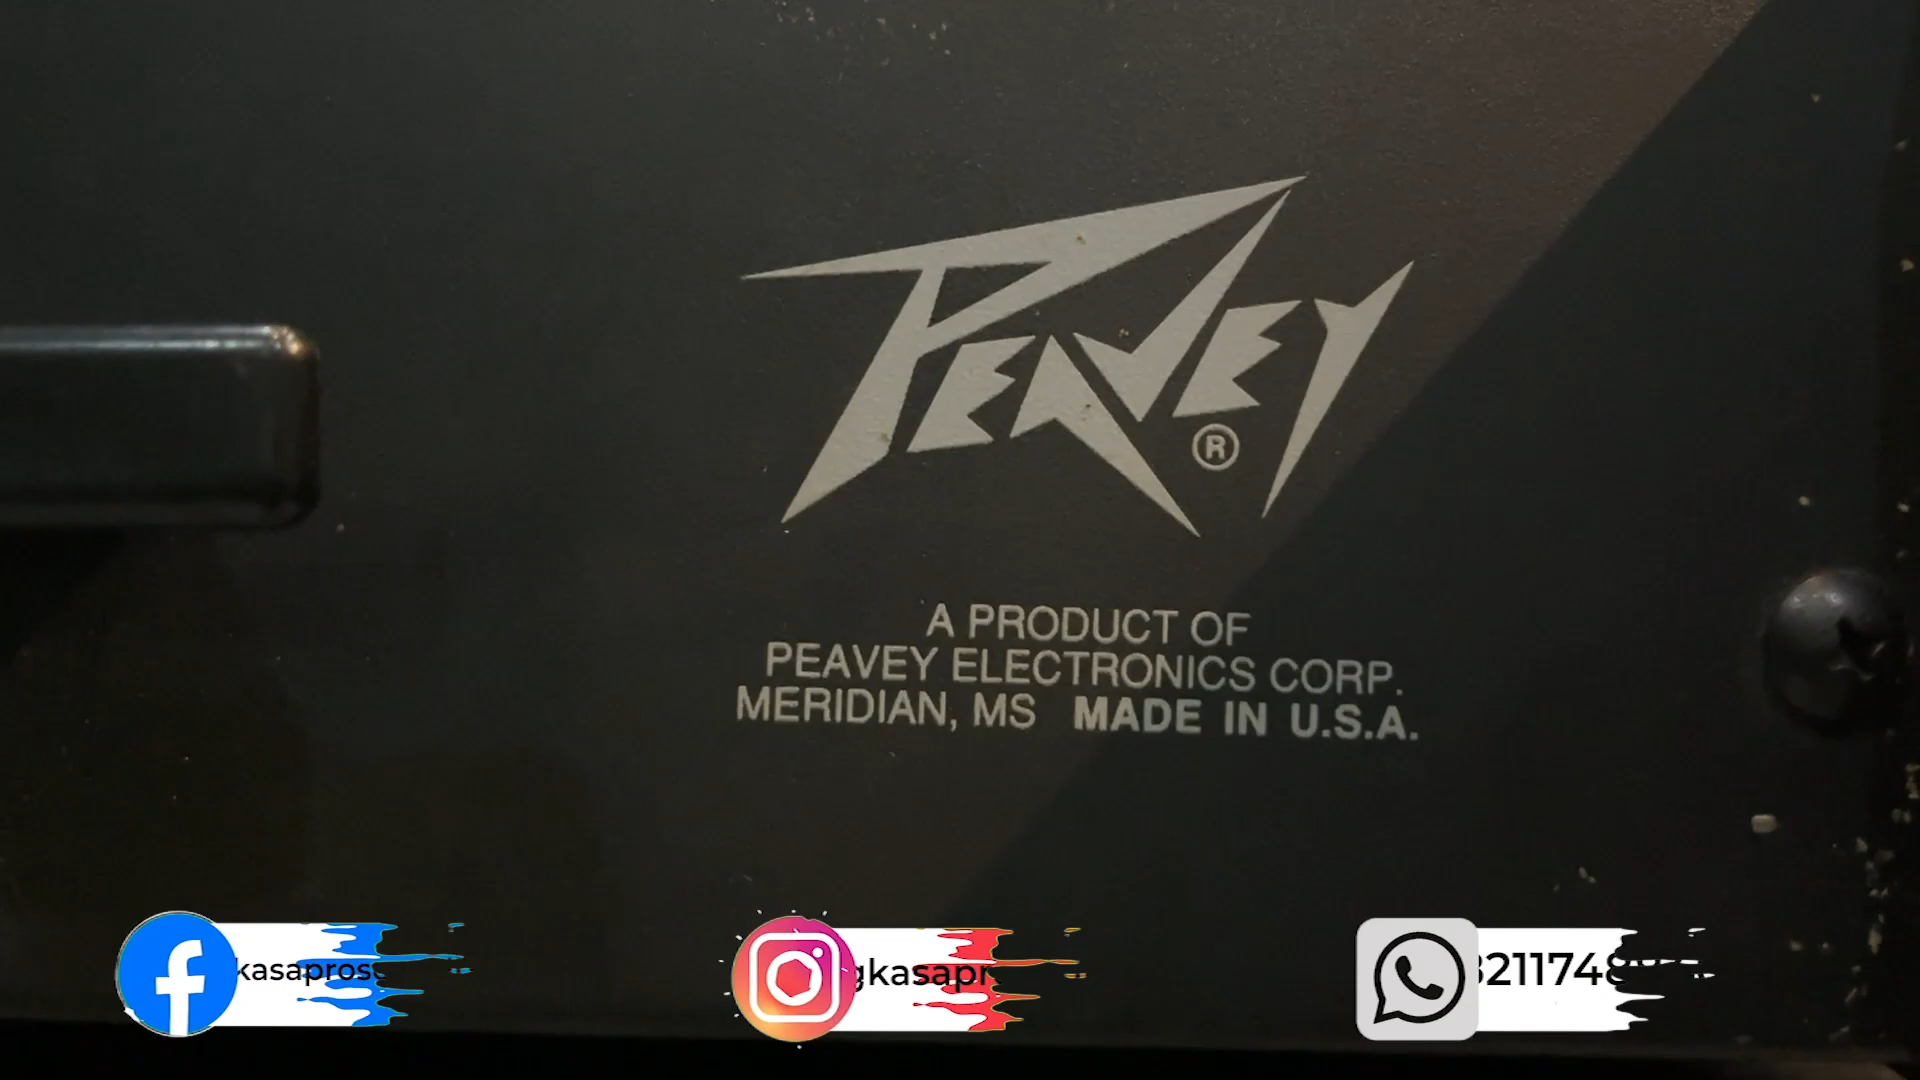 PEAVEY
®
A PRODUCT OF
PEAVEY ELECTRONICS CORP.
MERIDIAN, MS MADE IN U.S.A.